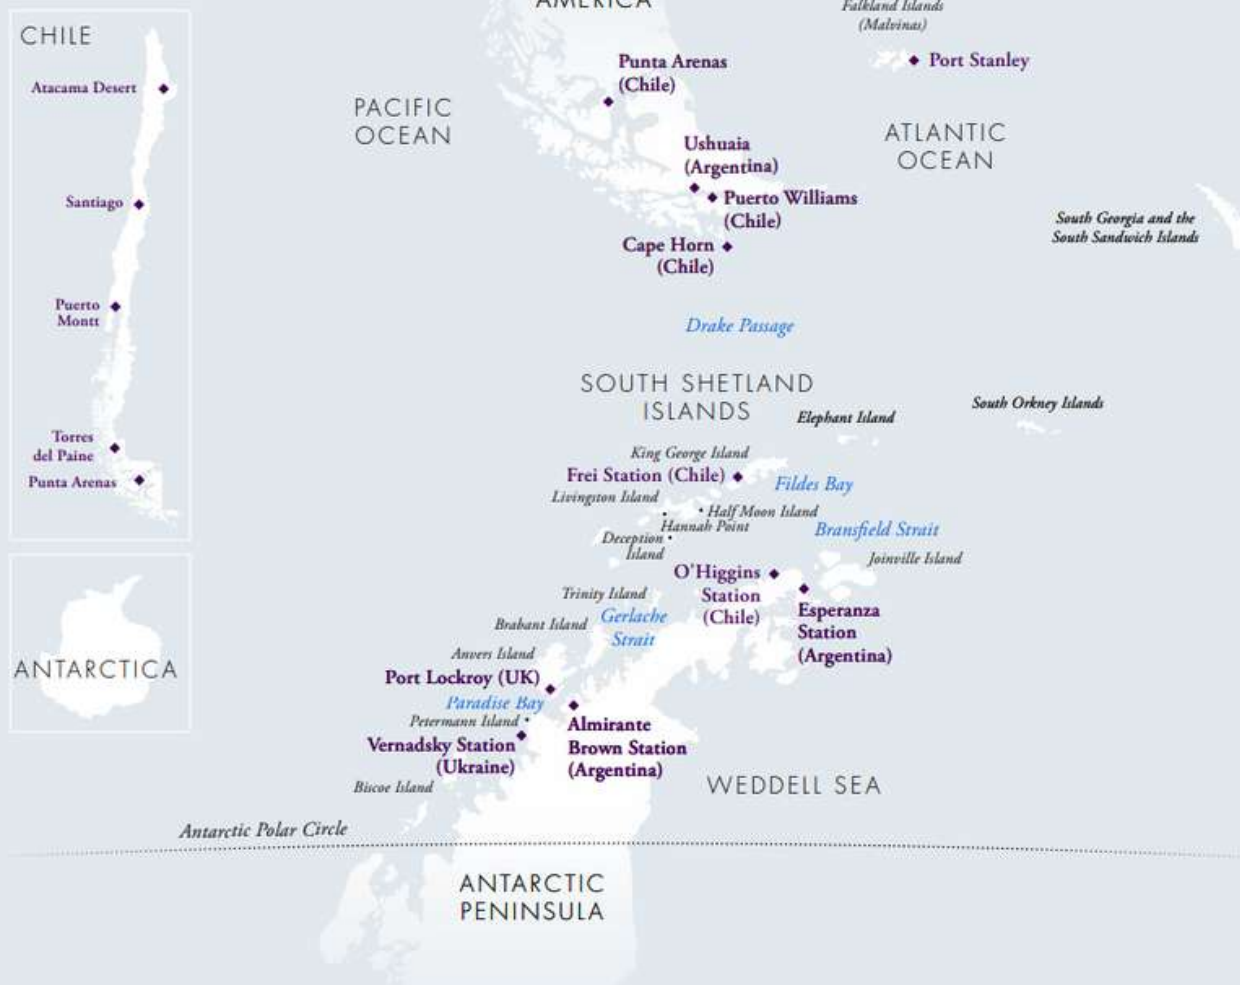 CHILE
Atacama Desert
Santiago
Puerto
Montt
Torres
del Paine
Punta Arenas
ANTARCTICA
AMERICA
Falkland Islands
(Malvinas)
Port Stanley
Punta Arenas
(Chile)
PACIFIC
OCEAN
ATLANTIC
OCEAN
Ushuaia
(Argentina)
Puerto Williams
(Chile)
South Georgia and the
South Sandwich Islands
Cape Horn
(Chile)
Drake Passage
SOUTH SHETLAND
ISLANDS
Elephant Island
South Orkney Islands
King George Island
Frei Station (Chile)
Fildes Bay
Livingston Island
Half Moon Island
Hannah Point
Bransfield Strait
Deception
Island
Joinville Island
O'Higgins
Station
(Chile)
Esperanza
Station
(Argentina)
Trinity Island
Gerlache
Strait
Brabant Island
Anvers Island
Port Lockroy (UK)
Paradise Bay
Petermann Island
Almirante
Brown Station
(Argentina)
Vernadsky Station
(Ukraine)
Biscoe Island
WEDDELL SEA
Antarctic Polar Circle
ANTARCTIC
PENINSULA